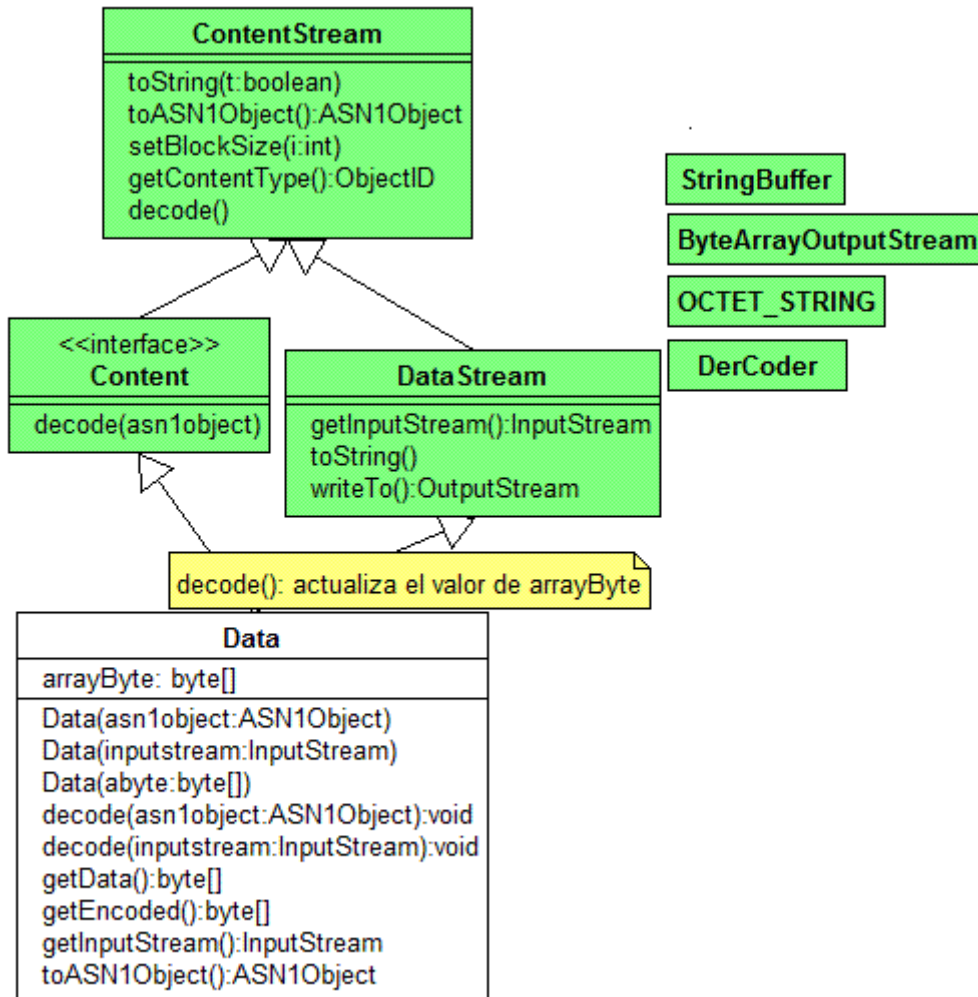 ContentStream
toString(t:boolean)
toASN1Object():ASN1Object
setBlockSize(i:int)
getContentType():ObjectID
decode()
StringBuffer
ByteArrayOutputStream
OCTET_STRING
DerCoder
<<interface>>
Content
decode(asn1object)
DataStream
getInputStream():InputStream
toString()
writeTo():OutputStream
decode(): actualiza el valor de arrayByte
Data
arrayByte: byte[]
Data(asn1object:ASN1Object)
Data(inputstream:InputStream)
Data(abyte:byte[])
decode(asn1object:ASN1Object):void
decode(inputstream:InputStream):void
getData():byte[]
getEncoded():byte[]
getInputStream():InputStream
toASN1Object():ASN1Object